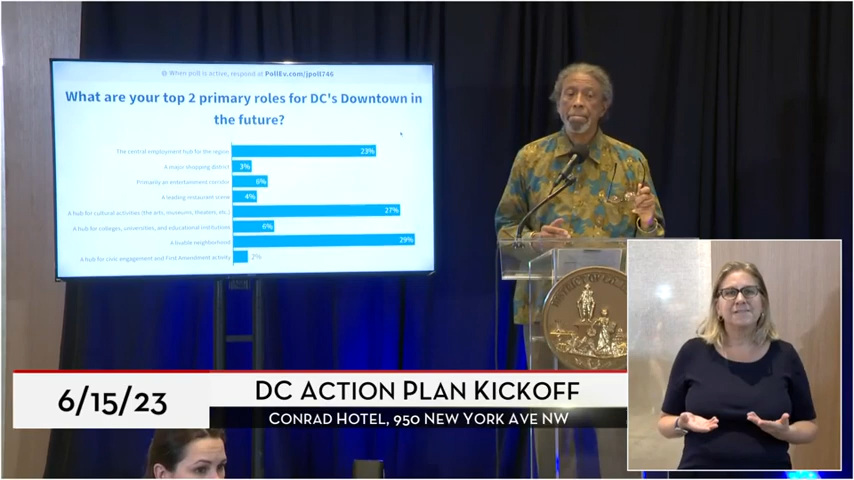 @ When poll is active, respond at PollEv.com/jpoll746
What are your top 2 primary roles for DC's Downtown in
the future?
The central employment hub for the region 23%
A major shopping district 3%
Primarily an entertainment corridor 6%
A leading restaurant scene 4%
A hub for cultural activities (the arts, museums, theaters, etc.) 27%
A hub for colleges, universities, and educational institutions 6%
A livable neighborhood 29%
A hub for civic engagement and First Amendment activity 2%
6/15/23
DC Action Plan Kickoff
Conrad Hotel, 950 New York Ave NW